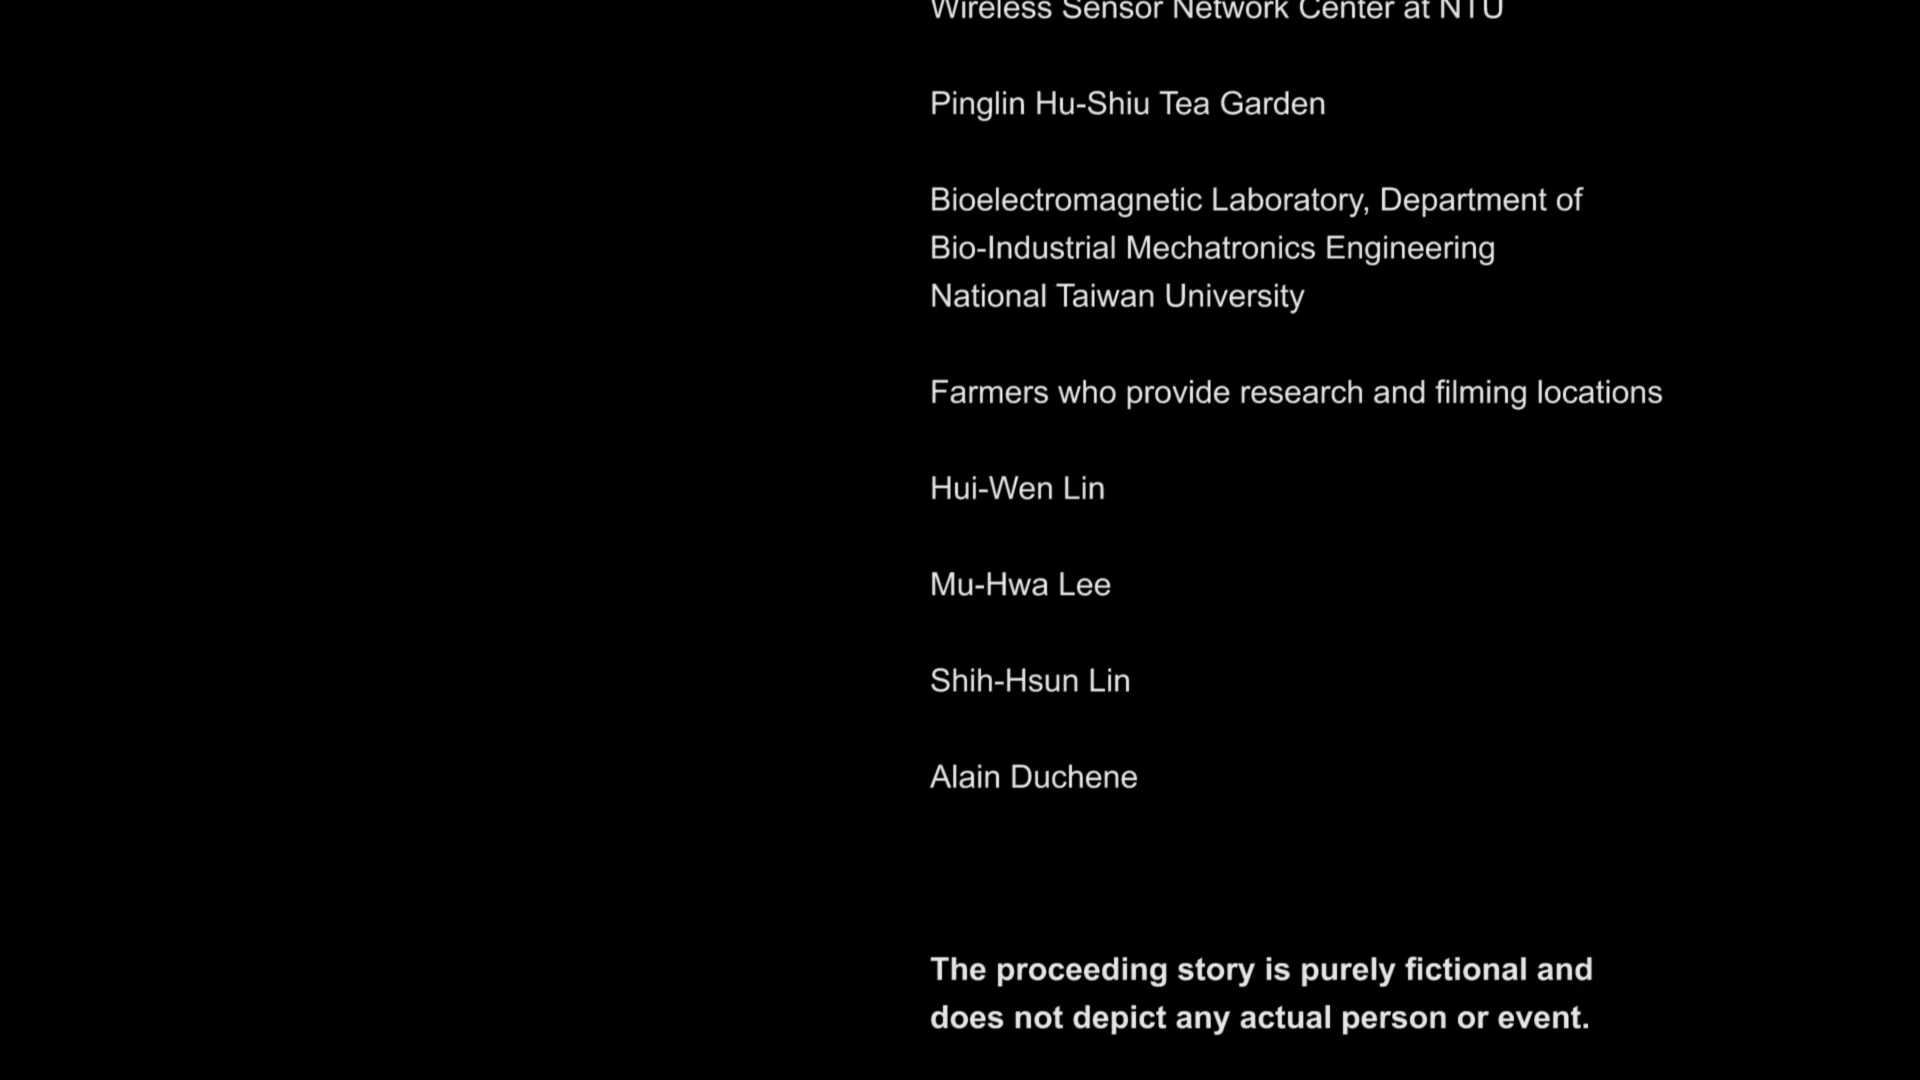 Wireless Sensor Network Center at NTU
Pinglin Hu-Shiu Tea Garden
Bioelectromagnetic Laboratory, Department of
Bio-Industrial Mechatronics Engineering
National Taiwan University
Farmers who provide research and filming locations
Hui-Wen Lin
Mu-Hwa Lee
Shih-Hsun Lin
Alain Duchene
The proceeding story is purely fictional and
does not depict any actual person or event.